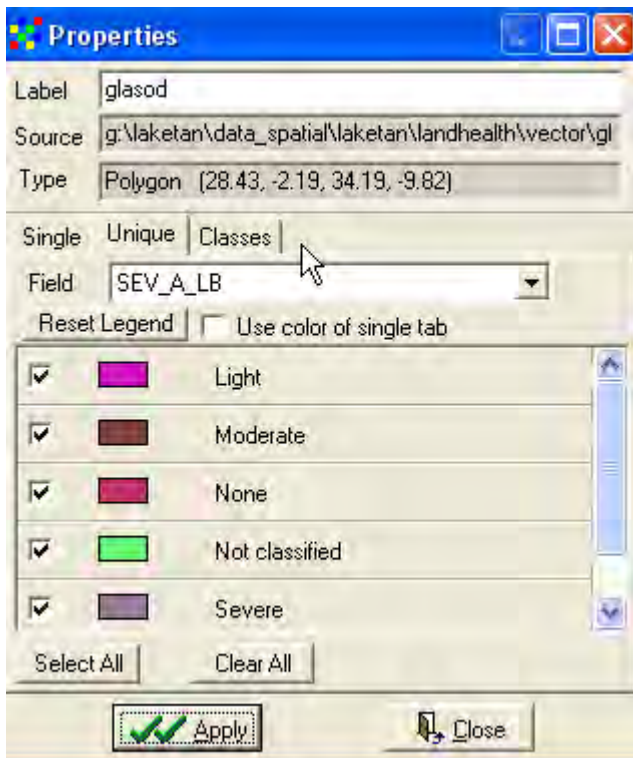 Properties
Label glasod
Source g:\laketan\data_spatial\laketan\landhealth\vector\gl
Type Polygon (28.43, -2.19, 34.19, -9.82)
Single Unique Classes
Field SEV_A_LB
Reset Legend Use color of single tab
Light
Moderate
None
Not classified
Severe
Select All Clear All
Apply Close